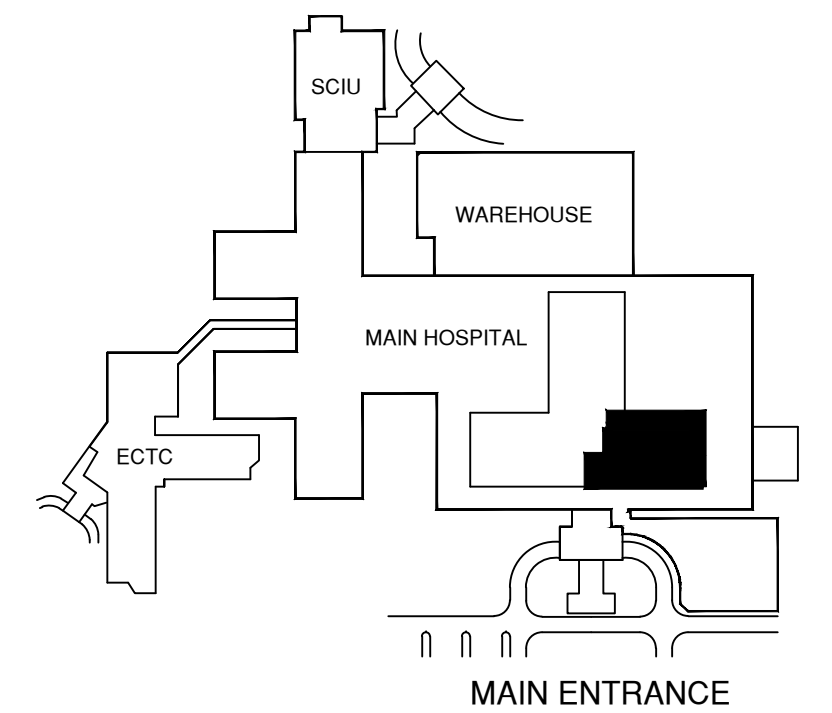 SCIU
WAREHOUSE
MAIN HOSPITAL
ECTC
MAIN ENTRANCE